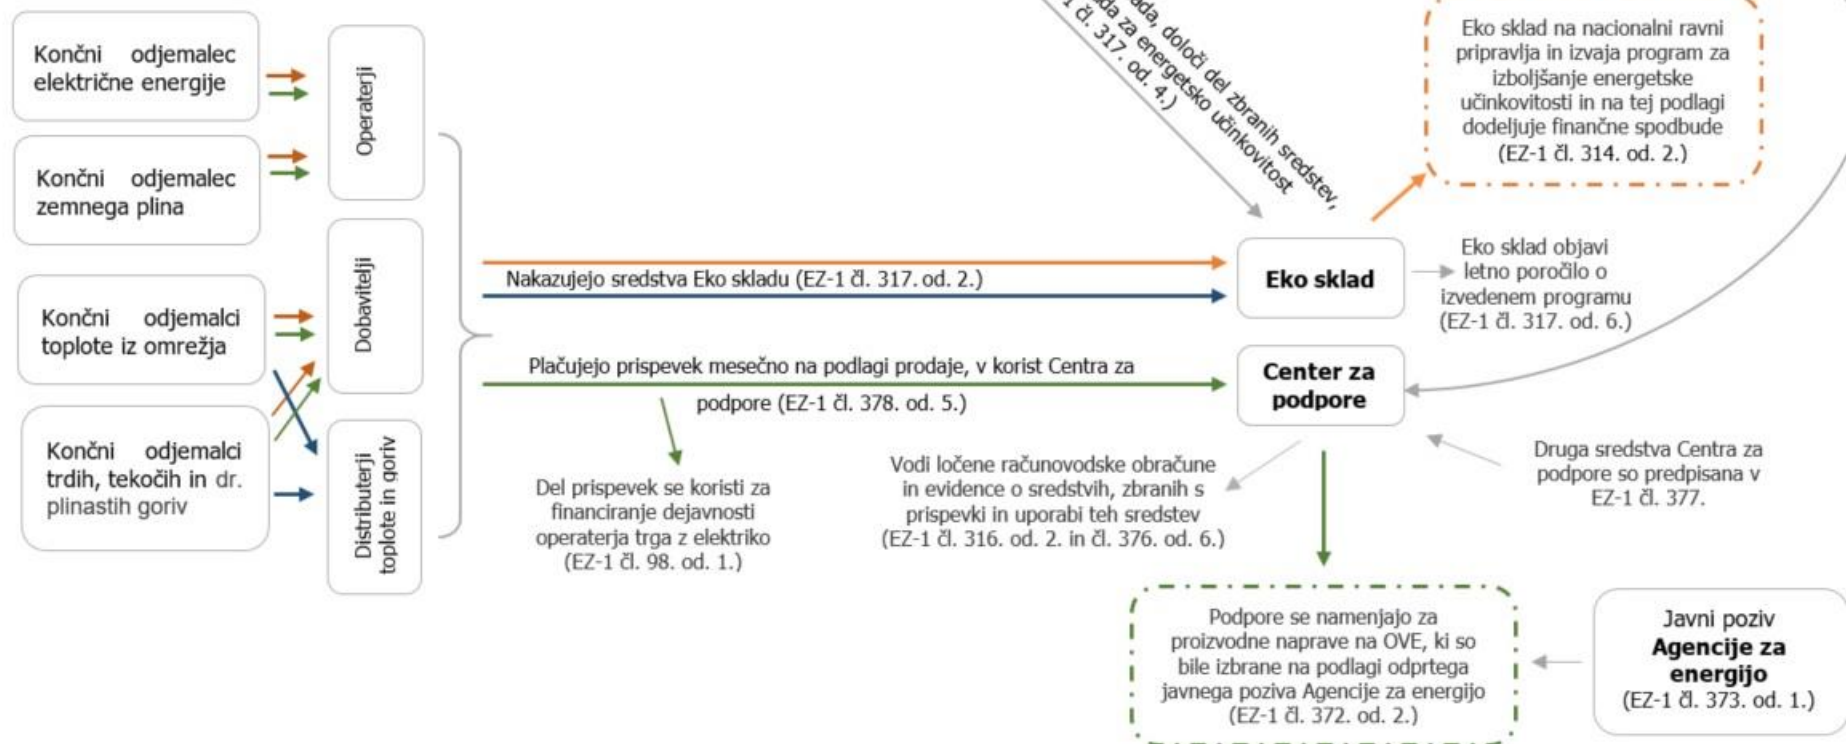 Končni odjemalec
električne energije
Končni odjemalec
zemnega plina
Končni odjemalci
toplote iz omrežja
Končni odjemalci
trdih, tekočih in dr.
plinastih goriv
Operaterji
Dobavitelji
Distributerji
toplote in goriv
Nakazujejo sredstva Eko skladu (EZ-1 čl. 317. od. 2.)
Plačujejo prispevek mesečno na podlagi prodaje, v korist Centra za
podpore (EZ-1 čl. 378. od. 5.)
Del prispevek se koristi za
financiranje dejavnosti
operaterja trga z elektriko
(EZ-1 čl. 98. od. 1.)
določi del zbranih sredstev,
za energetsko učinkovitost
čl. 317. od. 4.)
Eko sklad
Eko sklad na nacionalni ravni
pripravlja in izvaja program za
izboljšanje energetske
učinkovitosti in na tej podlagi
dodeljuje finančne spodbude
(EZ-1 čl. 314. od. 2.)
Eko sklad objavi
letno poročilo o
izvedenem programu
(EZ-1 čl. 317. od. 6.)
Center za
podpore
Vodi ločene računovodske obračune
in evidence o sredstvih, zbranih s
prispevki in uporabi teh sredstev
(EZ-1 čl. 316. od. 2. in čl. 376. od. 6.)
Druga sredstva Centra za
podpore so predpisana v
EZ-1 čl. 377.
Podpore se namenjajo za
proizvodne naprave na OVE, ki so
bile izbrane na podlagi odprtega
javnega poziva Agencije za energijo
(EZ-1 čl. 372. od. 2.)
Javni poziv
Agencije za
energijo
(EZ-1 čl. 373. od. 1.)